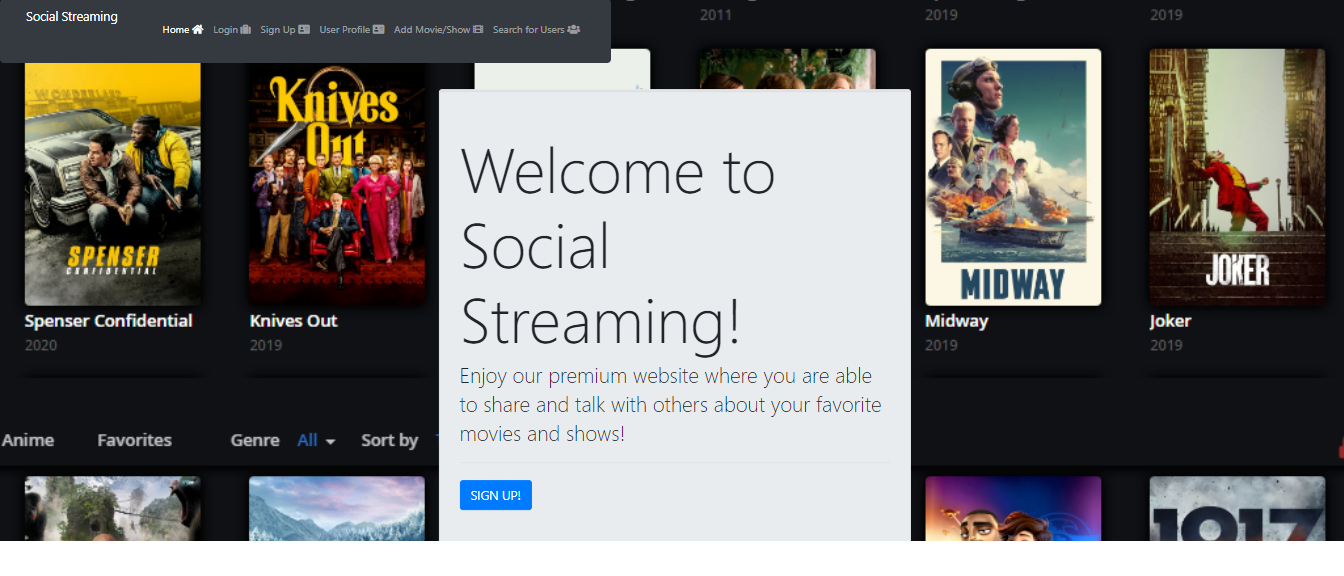 Social Streaming
Home Login Sign Up User Profile Add Movie/Show Search for Users
2011
2019
2019
WONDERLAND
SPENSER
CONFIDENTIAL
Knives
Out
MIDWAY
JOKER
Welcome to
Social
Streaming!
Enjoy our premium website where you are able
to share and talk with others about your favorite
movies and shows!
SIGN UP!
Spenser Confidential
2020
Knives Out
2019
Midway
2019
Joker
2019
Anime Favorites Genre All Sort by
1917